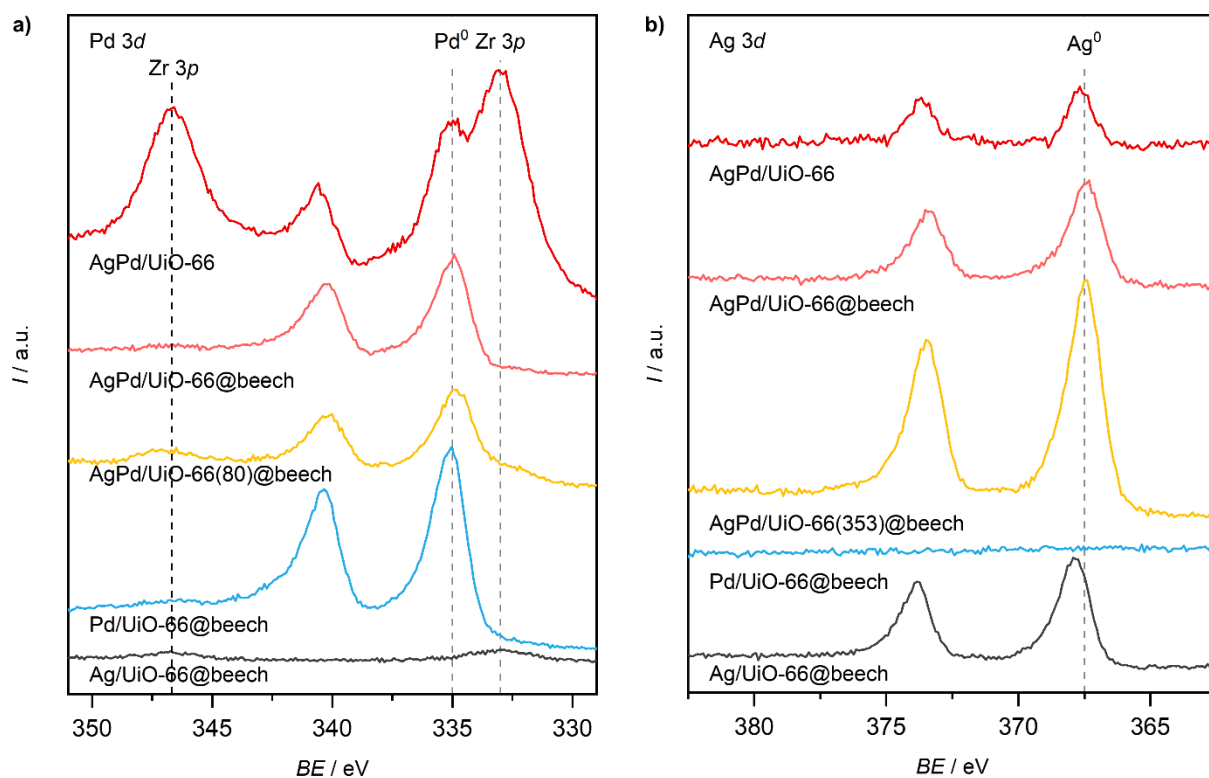 a)
Pd 3d
Zr 3p
Pd⁰ Zr 3p
AgPd/UiO-66
AgPd/UiO-66@beech
AgPd/UiO-66(80)@beech
Pd/UiO-66@beech
Ag/UiO-66@beech
I / a.u.
350 345 340 335 330
BE / eV
b)
Ag 3d
Ag⁰
AgPd/UiO-66
AgPd/UiO-66@beech
AgPd/UiO-66(353)@beech
Pd/UiO-66@beech
Ag/UiO-66@beech
I / a.u.
380 375 370 365
BE / eV